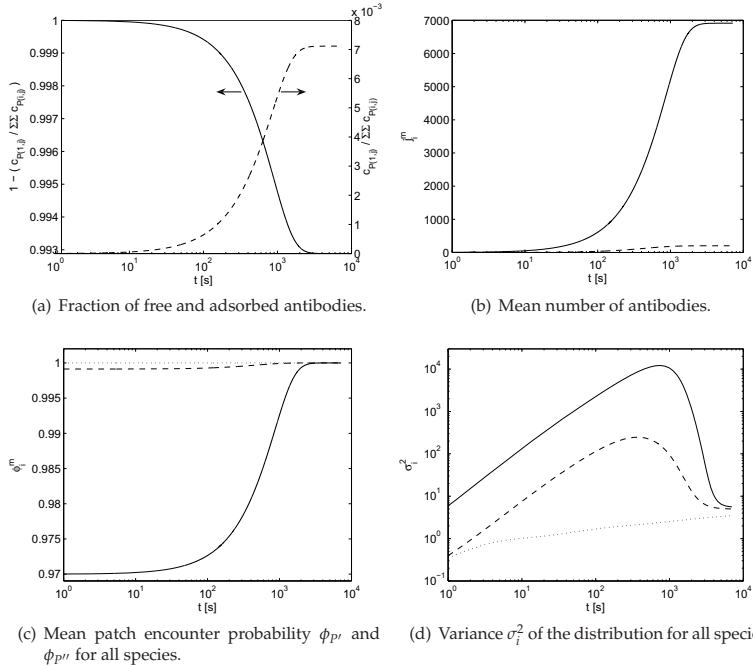 1
0.999
0.998
0.997
0.996
0.995
0.994
0.993
1 − ( c_P(1,j) / ΣΣ c_P(i,j) )
x 10^−3
8
7
6
5
4
3
2
1
0
c_P(1,j) / ΣΣ c_P(i,j)
10^0 10^1 10^2 10^3 10^4
t [s]
(a) Fraction of free and adsorbed antibodies.
7000
6000
5000
4000
3000
2000
1000
0
10^0 10^1 10^2 10^3 10^4
t [s]
(b) Mean number of antibodies.
1
0.995
0.99
0.985
0.98
0.975
0.97
ϕ_i^m
10^0 10^1 10^2 10^3 10^4
t [s]
(c) Mean patch encounter probability ϕ_P′ and
ϕ_P″ for all species.
10^4
10^3
10^2
10^1
10^0
10^−1
σ_i^2
10^0 10^1 10^2 10^3 10^4
t [s]
(d) Variance σ_i^2 of the distribution for all specie